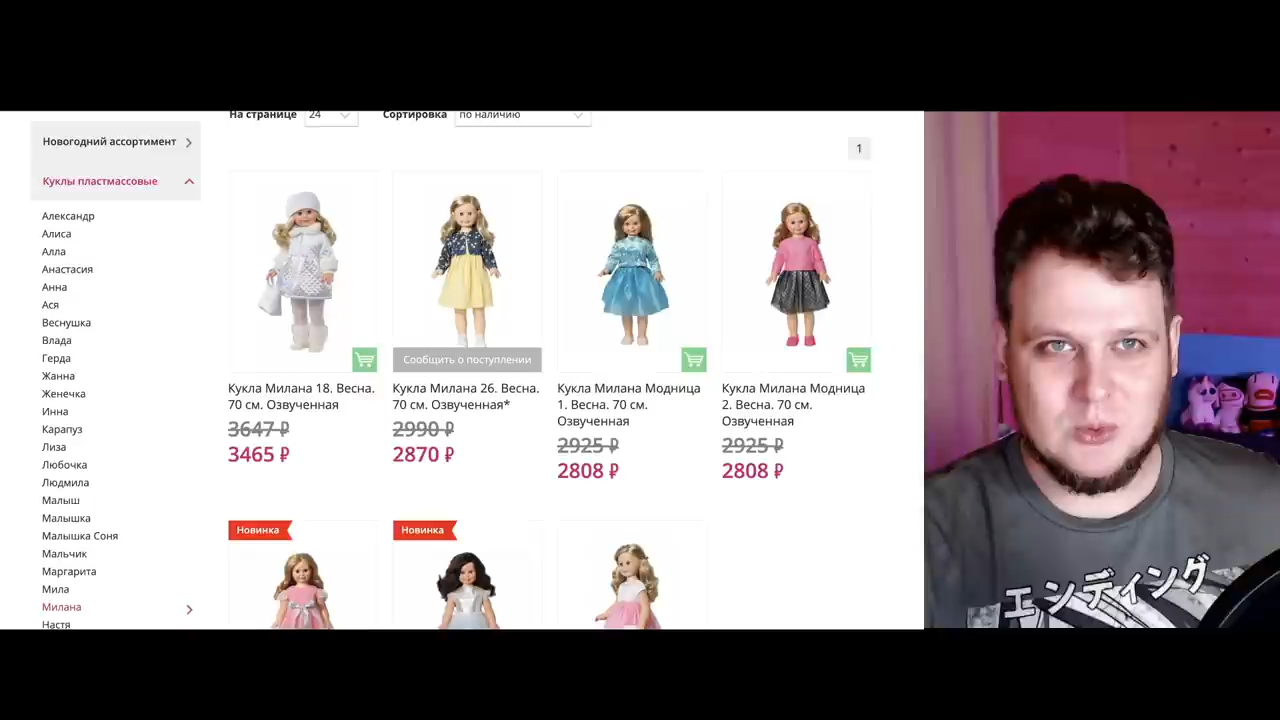 На странице 24 Сортировка по наличию
1
Новогодний ассортимент
Куклы пластмассовые
Александр
Алиса
Алла
Анастасия
Анна
Ася
Веснушка
Влада
Герда
Жанна
Женечка
Инна
Карапуз
Лиза
Любочка
Людмила
Малыш
Малышка
Малышка Соня
Мальчик
Маргарита
Мила
Милана
Настя
Кукла Милана 18. Весна.
70 см. Озвученная
3647 ₽
3465 ₽
Сообщить о поступлении
Кукла Милана 26. Весна.
70 см. Озвученная*
2990 ₽
2870 ₽
Кукла Милана Модница
1. Весна. 70 см.
Озвученная
2925 ₽
2808 ₽
Кукла Милана Модница
2. Весна. 70 см.
Озвученная
2925 ₽
2808 ₽
Новинка
Новинка
エンディング